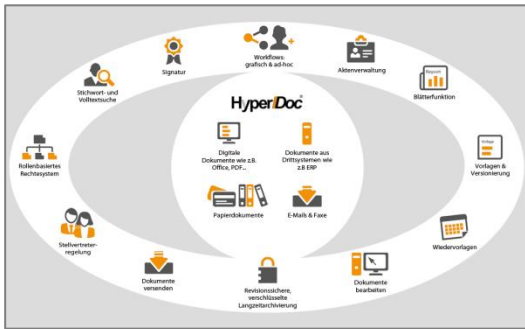 Workflows:
grafisch & ad-hoc
Signatur
Aktenverwaltung
Stichwort- und
Volltextsuche
Blätterfunktion
HyperDoc®
Rollenbasiertes
Rechtesystem
Digitale
Dokumente wie z.B.
Office, PDF...
Dokumente aus
Drittsystemen wie
z.B ERP
Vorlagen &
Versionierung
Papierdokumente
E-Mails & Faxe
Stellvertreter-
regelung
Wiedervorlagen
Dokumente
versenden
Revisionssichere,
verschlüsselte
Langzeitarchivierung
Dokumente
bearbeiten